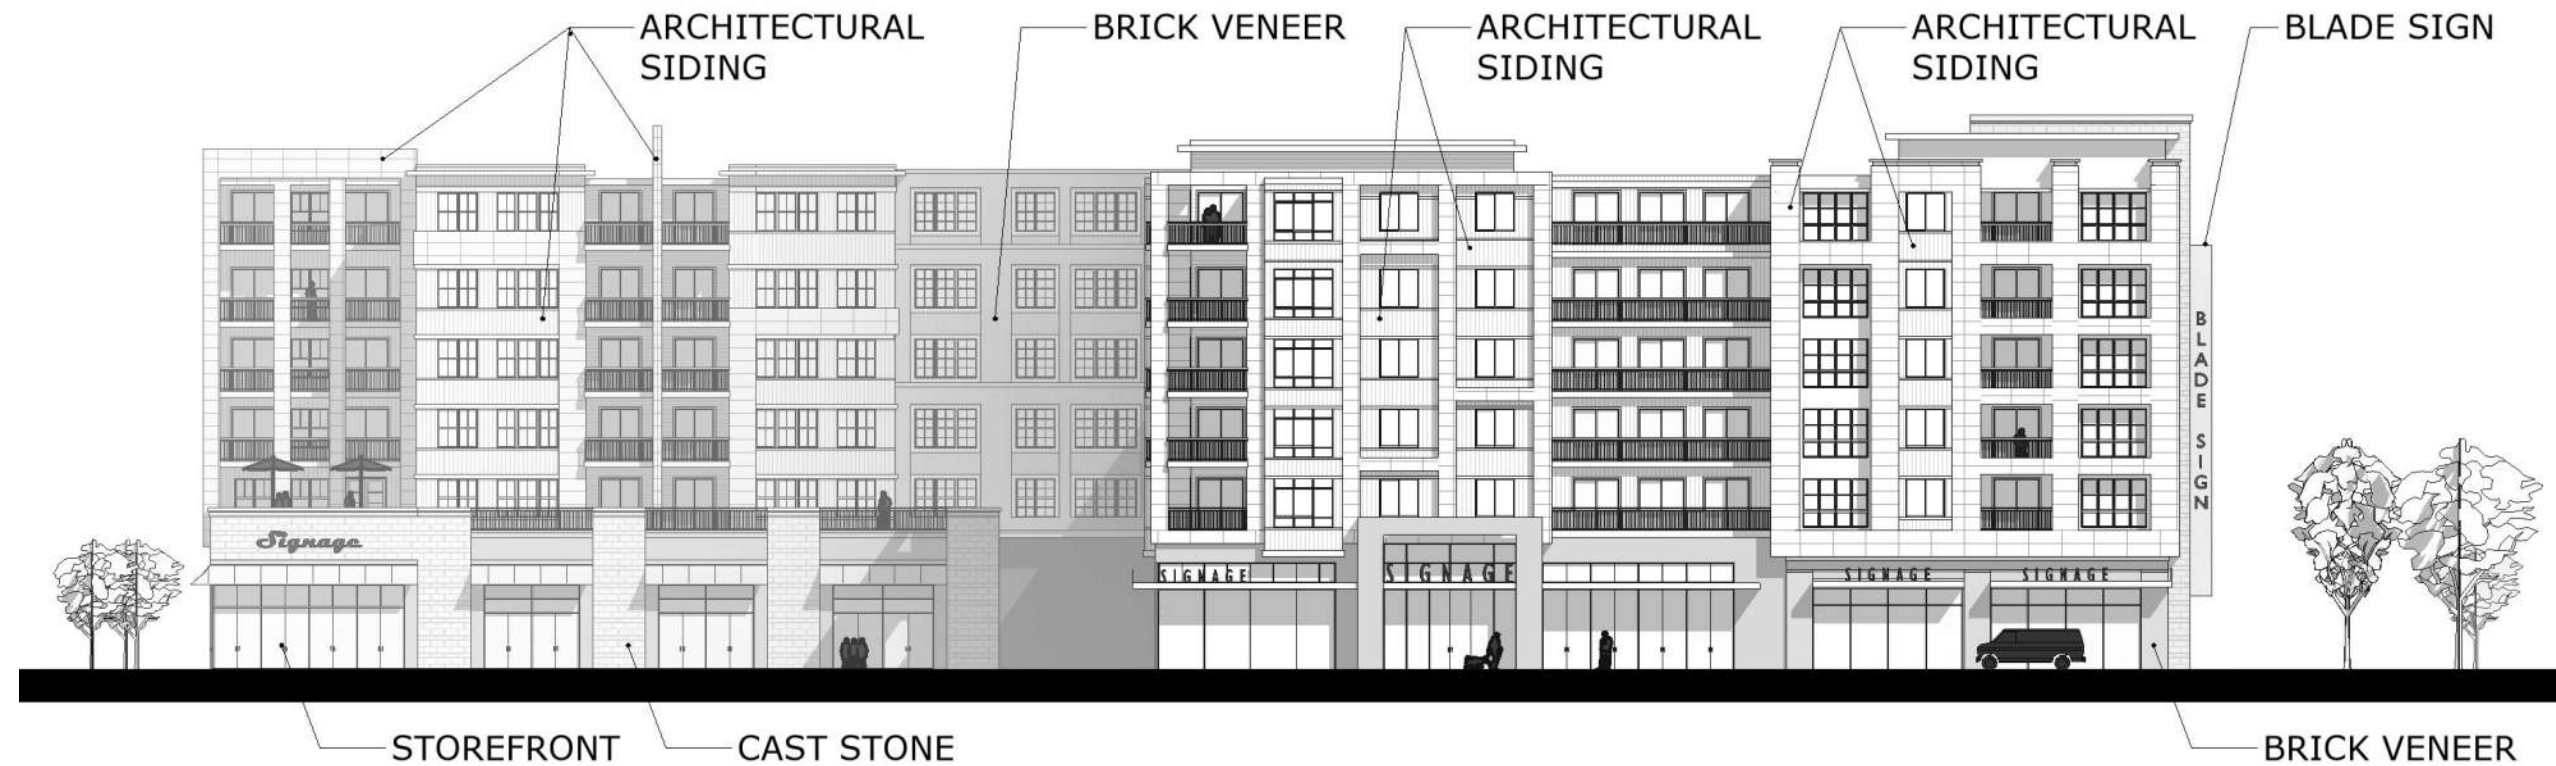 ARCHITECTURAL
SIDING
BRICK VENEER
ARCHITECTURAL
SIDING
ARCHITECTURAL
SIDING
BLADE SIGN
BLADE SIGN
Signage
SIGNAGE
SIGNAGE
SIGNAGE
SIGNAGE
STOREFRONT
CAST STONE
BRICK VENEER